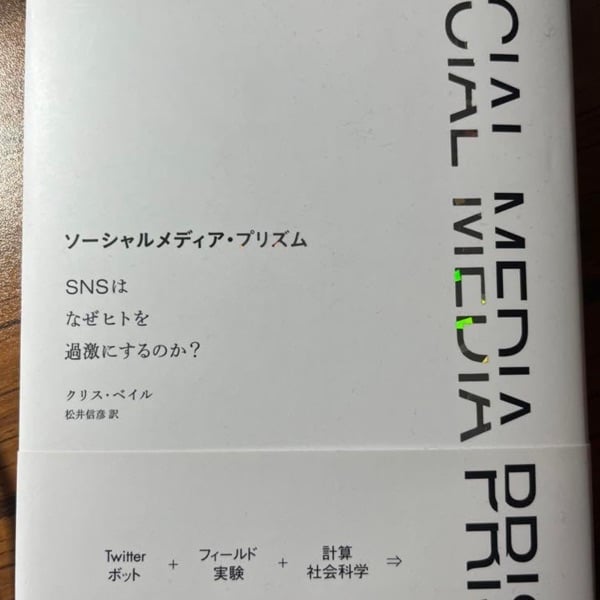 ソーシャルメディア・プリズム
SNSは
なぜヒトを
過激にするのか?
クリス・ベイル
松井信彦 訳
CIAL MEDIA PRIS
CIAL MEDIA PRIS
Twitter
ボット
+
フィールド
実験
+
計算
社会科学
⇒